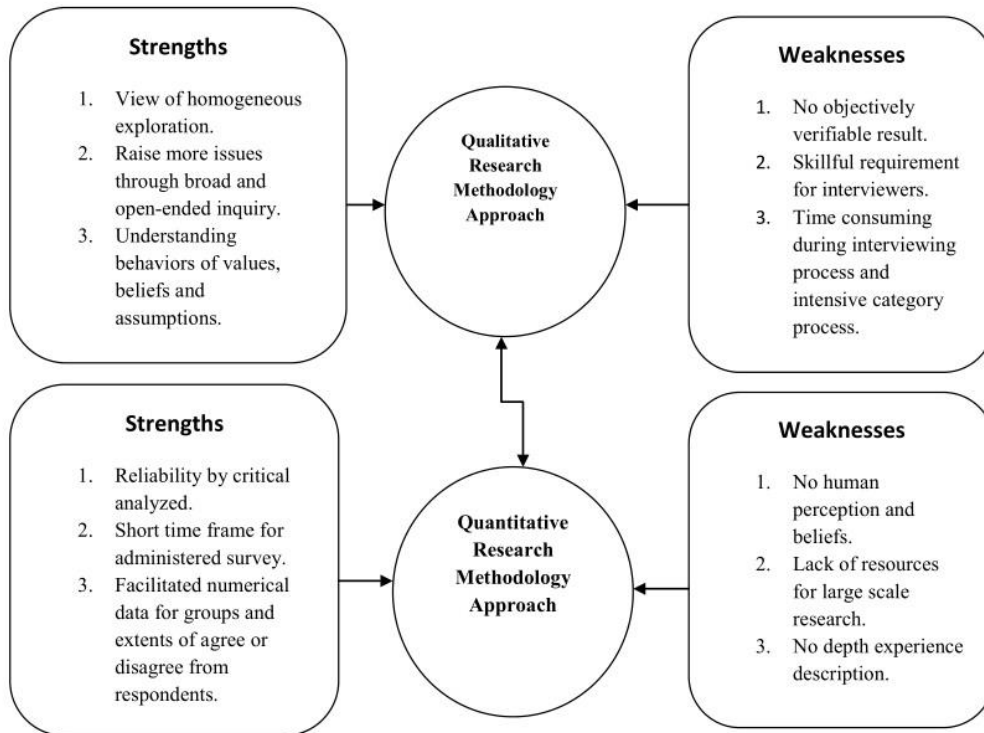 Strengths
1. View of homogeneous
exploration.
2. Raise more issues
through broad and
open-ended inquiry.
3. Understanding
behaviors of values,
beliefs and
assumptions.
Qualitative
Research
Methodology
Approach
Weaknesses
1. No objectively
verifiable result.
2. Skillful requirement
for interviewers.
3. Time consuming
during interviewing
process and
intensive category
process.
Strengths
1. Reliability by critical
analyzed.
2. Short time frame for
administered survey.
3. Facilitated numerical
data for groups and
extents of agree or
disagree from
respondents.
Quantitative
Research
Methodology
Approach
Weaknesses
1. No human
perception and
beliefs.
2. Lack of resources
for large scale
research.
3. No depth experience
description.